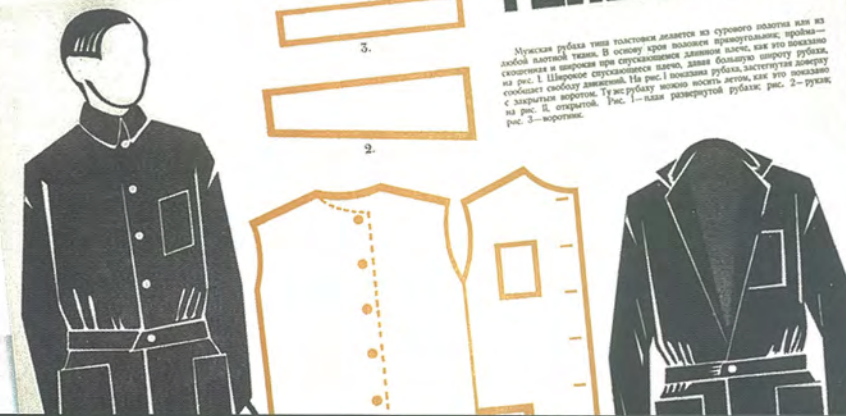 Мужская рубаха типа толстовки делается из сурового полотна или из
любой плотной ткани. В основу кроя положен прямоугольник; пройма—
скошенная и широкая при спускающемся длинном плече, как это показано
на рис. I. Широкое спускающееся плечо, давая большую широту рубахи,
сообщает свободу движений. На рис. I показана рубаха, застегнутая доверху
с закрытым воротом. Ту же рубаху можно носить летом, как это показано
на рис. II, открытой. Рис. 1—план развернутой рубахи; рис. 2—рукав;
рис. 3—воротник.
3.
2.